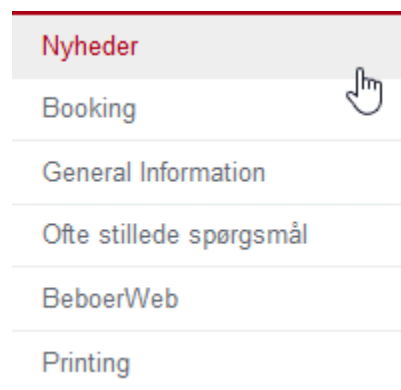 Nyheder
Booking
General Information
Ofte stillede spørgsmål
BeboerWeb
Printing